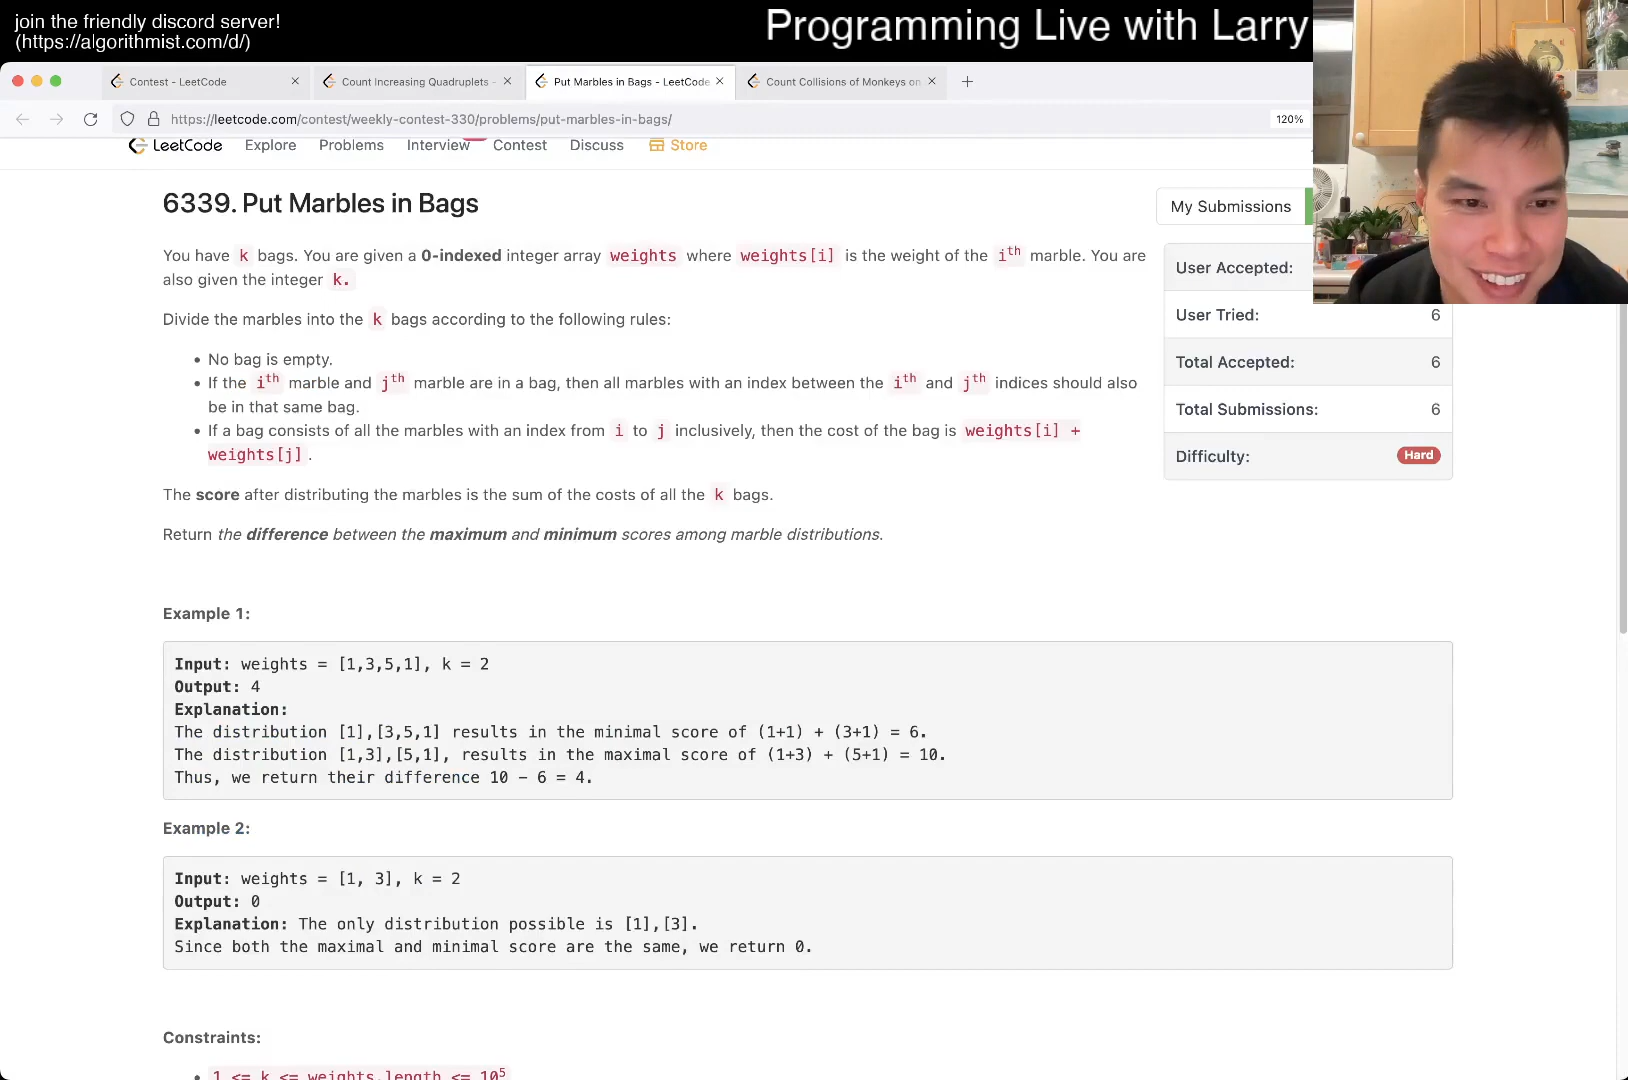 join the friendly discord server!
(https://algorithmist.com/d/)
Programming Live with Larry
Contest - LeetCode
Count Increasing Quadruplets -
Put Marbles in Bags - LeetCode
Count Collisions of Monkeys on
https://leetcode.com/contest/weekly-contest-330/problems/put-marbles-in-bags/
120%
LeetCode
Explore
Problems
Interview
Contest
Discuss
Store
6339. Put Marbles in Bags
My Submissions
You have k bags. You are given a 0-indexed integer array weights where weights[i] is the weight of the ith marble. You are
also given the integer k.
Divide the marbles into the k bags according to the following rules:
• No bag is empty.
• If the ith marble and jth marble are in a bag, then all marbles with an index between the ith and jth indices should also
be in that same bag.
• If a bag consists of all the marbles with an index from i to j inclusively, then the cost of the bag is weights[i] +
weights[j].
The score after distributing the marbles is the sum of the costs of all the k bags.
Return the difference between the maximum and minimum scores among marble distributions.
User Accepted:
User Tried: 6
Total Accepted: 6
Total Submissions: 6
Difficulty: Hard
Example 1:
Input: weights = [1,3,5,1], k = 2
Output: 4
Explanation:
The distribution [1],[3,5,1] results in the minimal score of (1+1) + (3+1) = 6.
The distribution [1,3],[5,1], results in the maximal score of (1+3) + (5+1) = 10.
Thus, we return their difference 10 - 6 = 4.
Example 2:
Input: weights = [1, 3], k = 2
Output: 0
Explanation: The only distribution possible is [1],[3].
Since both the maximal and minimal score are the same, we return 0.
Constraints:
• 1 <= k <= weights.length <= 10^5